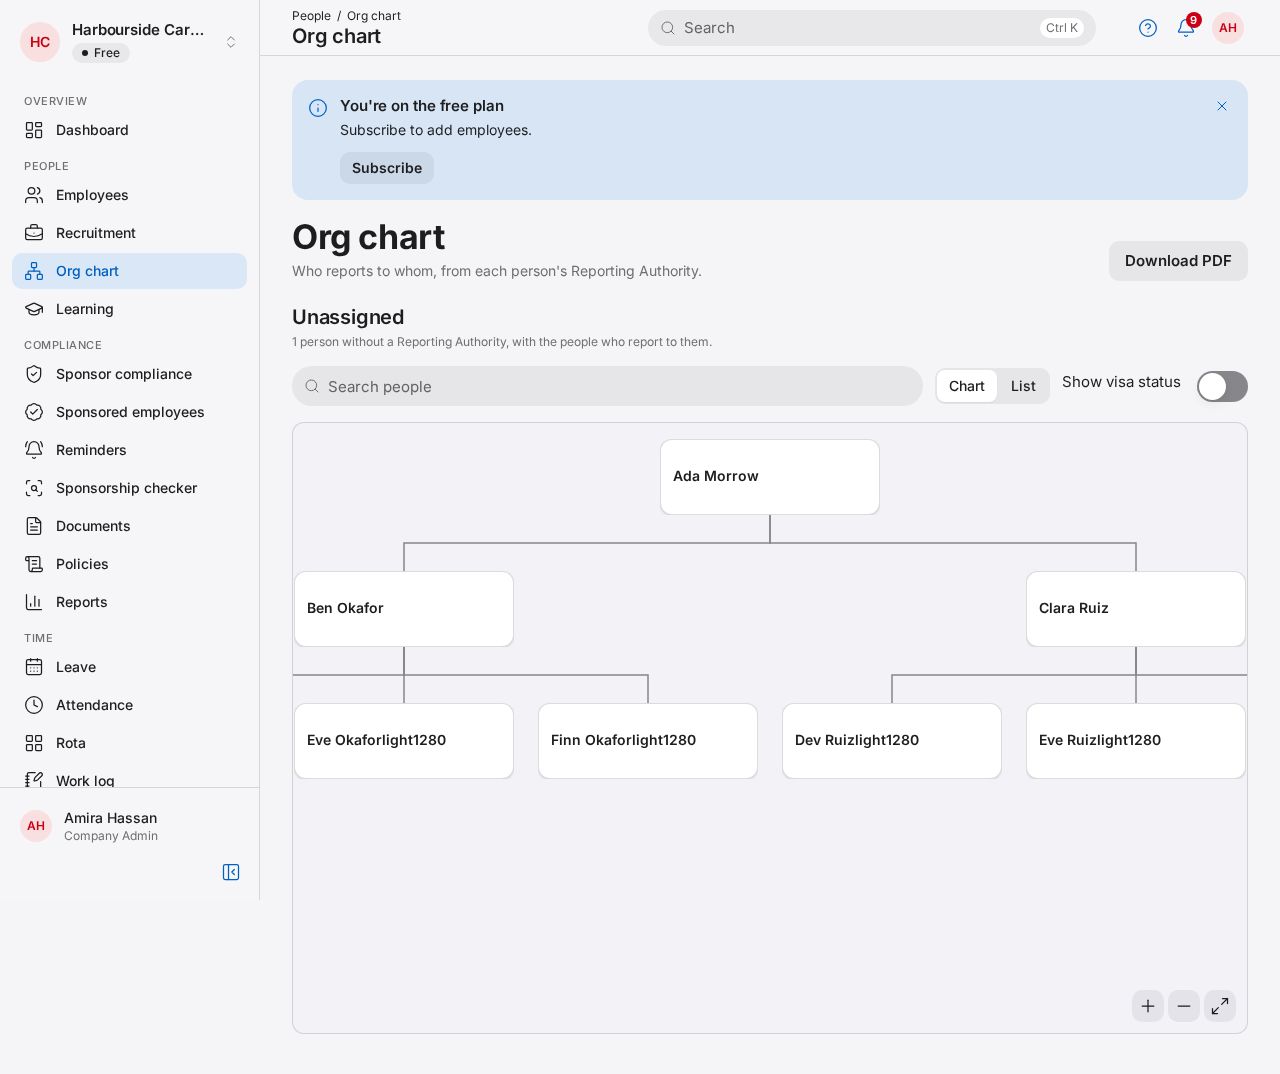 HC
Harbourside Car...
Free
OVERVIEW
Dashboard
PEOPLE
Employees
Recruitment
Org chart
Learning
COMPLIANCE
Sponsor compliance
Sponsored employees
Reminders
Sponsorship checker
Documents
Policies
Reports
TIME
Leave
Attendance
Rota
Work log
AH
Amira Hassan
Company Admin
People / Org chart
Org chart
Search
Ctrl K
9
AH
You're on the free plan
Subscribe to add employees.
Subscribe
Org chart
Who reports to whom, from each person's Reporting Authority.
Download PDF
Unassigned
1 person without a Reporting Authority, with the people who report to them.
Search people
Chart
List
Show visa status
Ada Morrow
Ben Okafor
Clara Ruiz
Eve Okaforlight1280
Finn Okaforlight1280
Dev Ruizlight1280
Eve Ruizlight1280